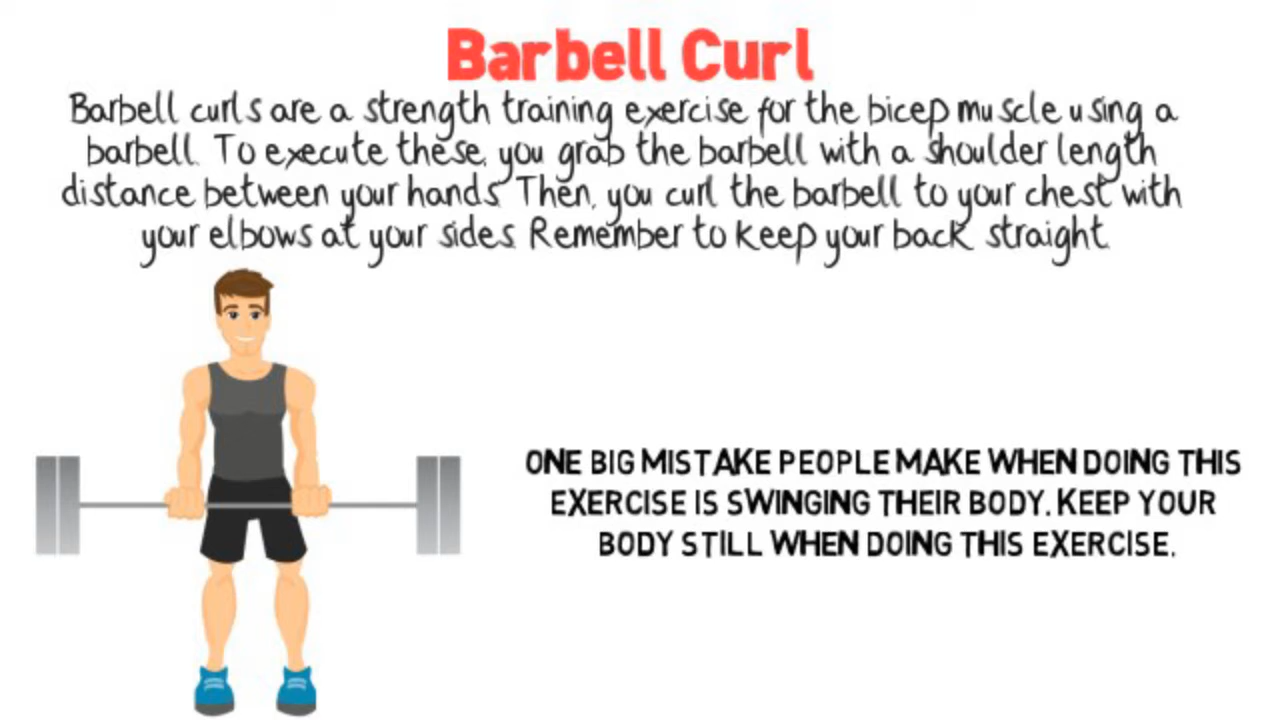 Barbell Curl
Barbell curls are a strength training exercise for the bicep muscle using a
barbell. To execute these, you grab the barbell with a shoulder length
distance between your hands. Then, you curl the barbell to your chest with
your elbows at your sides. Remember to keep your back straight.
ONE BIG MISTAKE PEOPLE MAKE WHEN DOING THIS
EXERCISE IS SWINGING THEIR BODY. KEEP YOUR
BODY STILL WHEN DOING THIS EXERCISE.